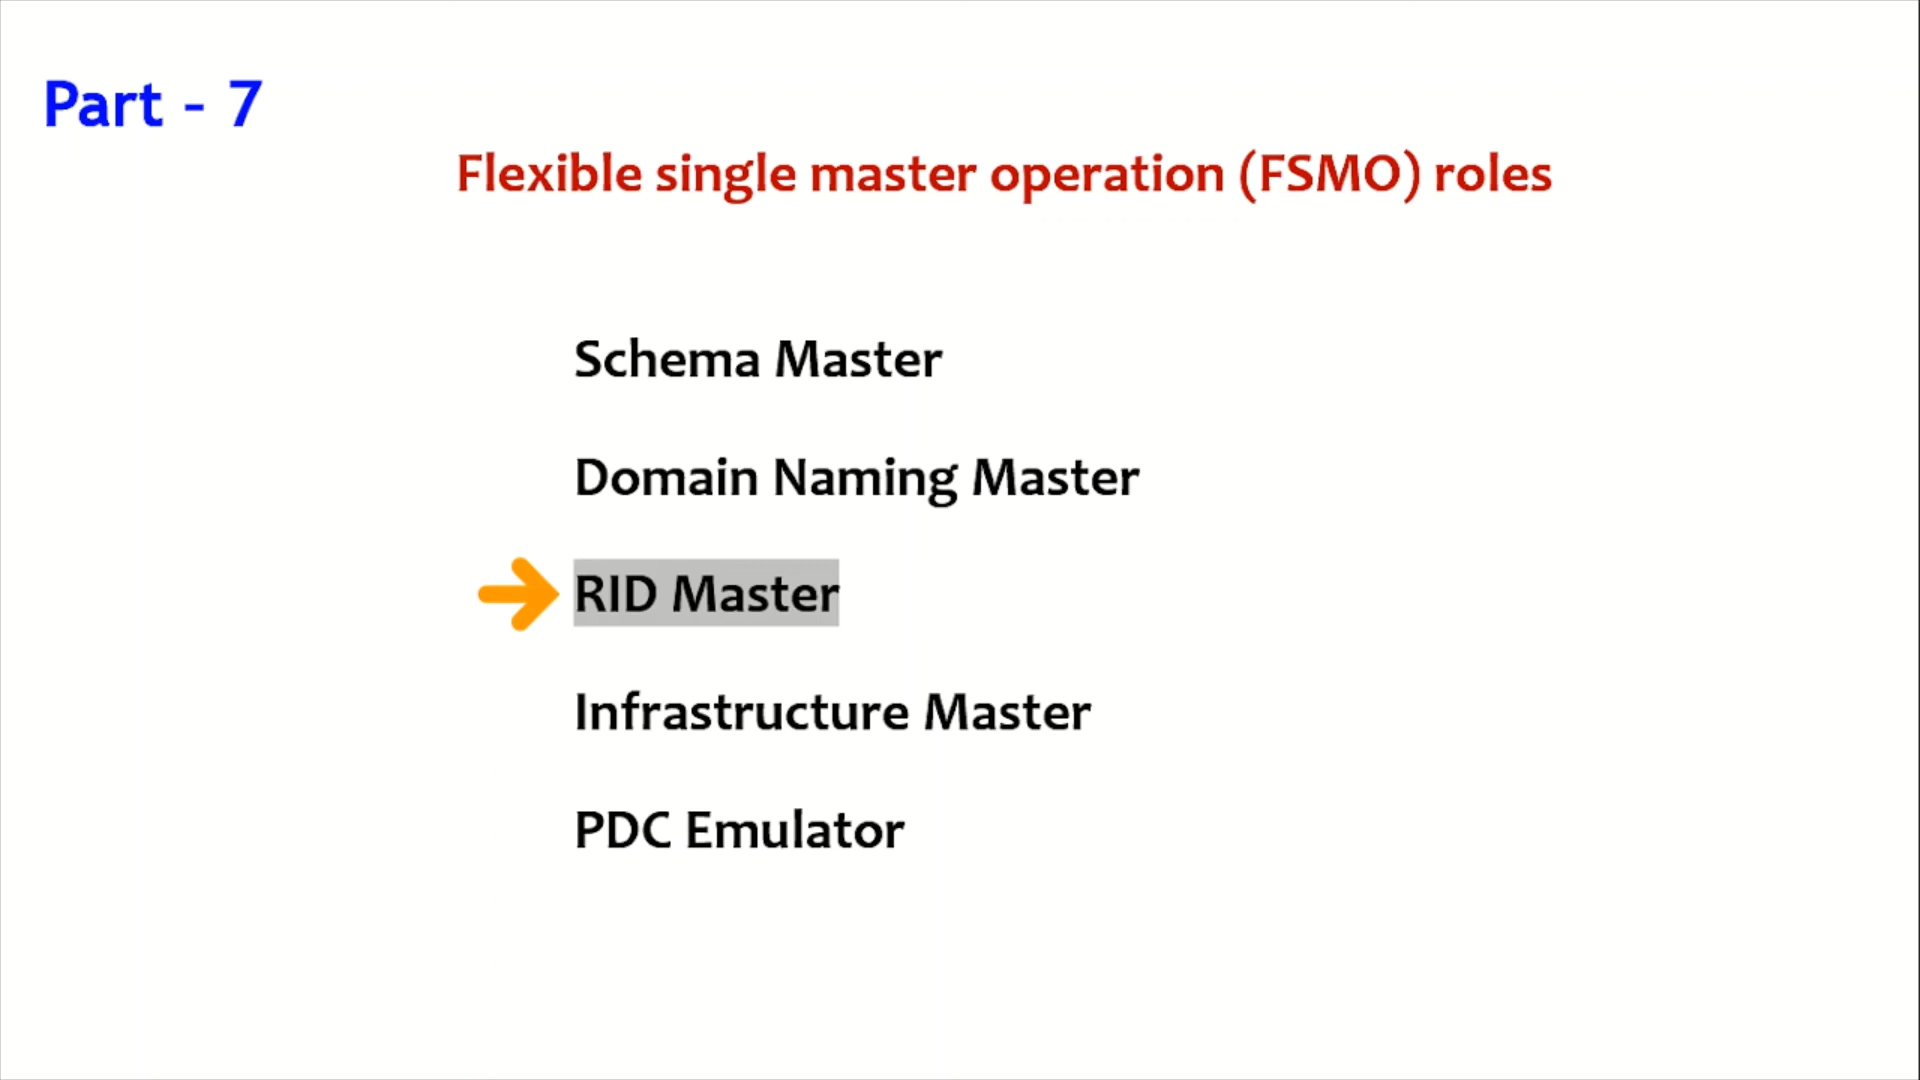 Part - 7
Flexible single master operation (FSMO) roles
Schema Master
Domain Naming Master
RID Master
Infrastructure Master
PDC Emulator